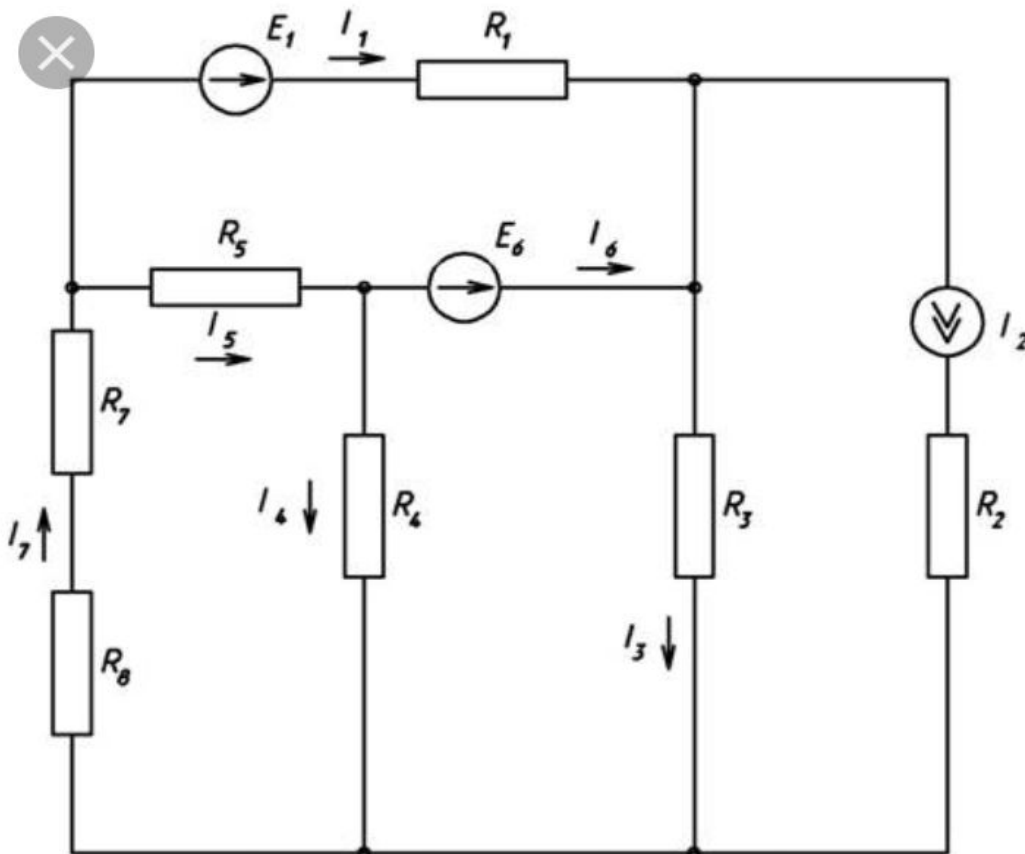 E₁ I₁ R₁
R₅ E₆ I₆
I₅ I₂
R₇
I₄ R₄ R₃ R₂
I₇
R₈ I₃